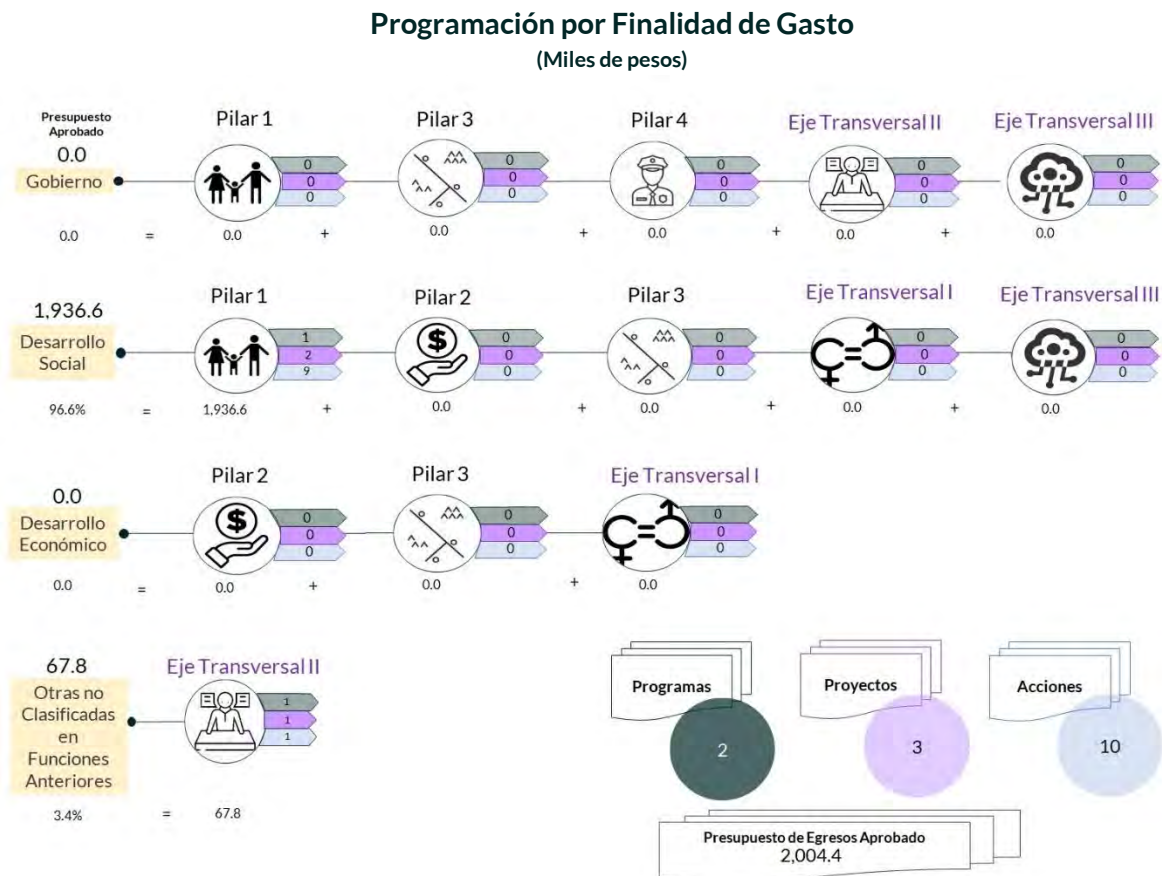 Programación por Finalidad de Gasto
(Miles de pesos)
Presupuesto
Aprobado
0.0
Gobierno
Pilar 1
0
0
0
Pilar 3
0
0
0
Pilar 4
0
0
0
Eje Transversal II
0
0
0
Eje Transversal III
0
0
0
0.0 = 0.0 + 0.0 + 0.0 + 0.0 + 0.0
1,936.6
Desarrollo
Social
Pilar 1
1
2
9
Pilar 2
0
0
0
Pilar 3
0
0
0
Eje Transversal I
0
0
0
Eje Transversal III
0
0
0
96.6% = 1,936.6 + 0.0 + 0.0 + 0.0 + 0.0
0.0
Desarrollo
Económico
Pilar 2
0
0
0
Pilar 3
0
0
0
Eje Transversal I
0
0
0
0.0 = 0.0 + 0.0 + 0.0
67.8
Otras no
Clasificadas
en
Funciones
Anteriores
Eje Transversal II
1
1
1
3.4% = 67.8
Programas
2
Proyectos
3
Acciones
10
Presupuesto de Egresos Aprobado
2,004.4